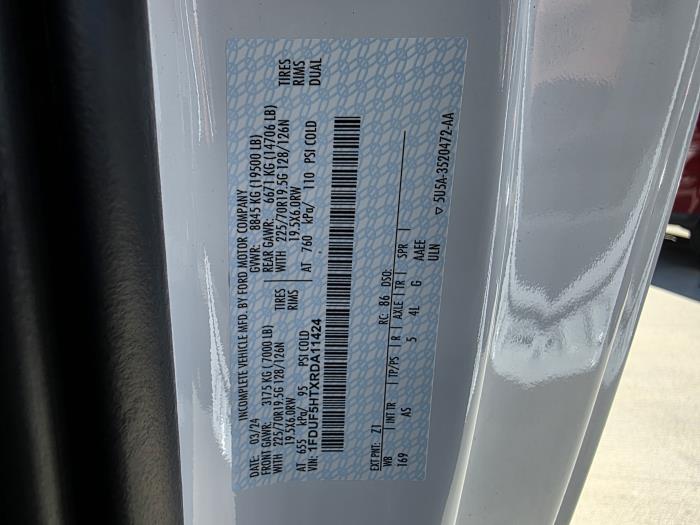 INCOMPLETE VEHICLE MFD. BY FORD MOTOR COMPANY
DATE: 03/24 GVWR: 8845 KG (19500 LB)
FRONT GAWR: 3175 KG (7000 LB) REAR GAWR: 6671 KG (14706 LB)
WITH 225/70R19.5G 128/126N TIRES WITH 225/70R19.5G 128/126N TIRES
19.5X6.0RW RIMS 19.5X6.0RW RIMS
AT 655 kPa/ 95 PSI COLD AT 760 kPa/ 110 PSI COLD DUAL
VIN: 1FDUF5HTXRDA11424
EXT PNT: Z1 RC: 86 DSO:
WB INT TR TP/PS R AXLE TR SPR
169 AS 5 4L G AAEE
ULN
▽ 5U5A-3520472-AA